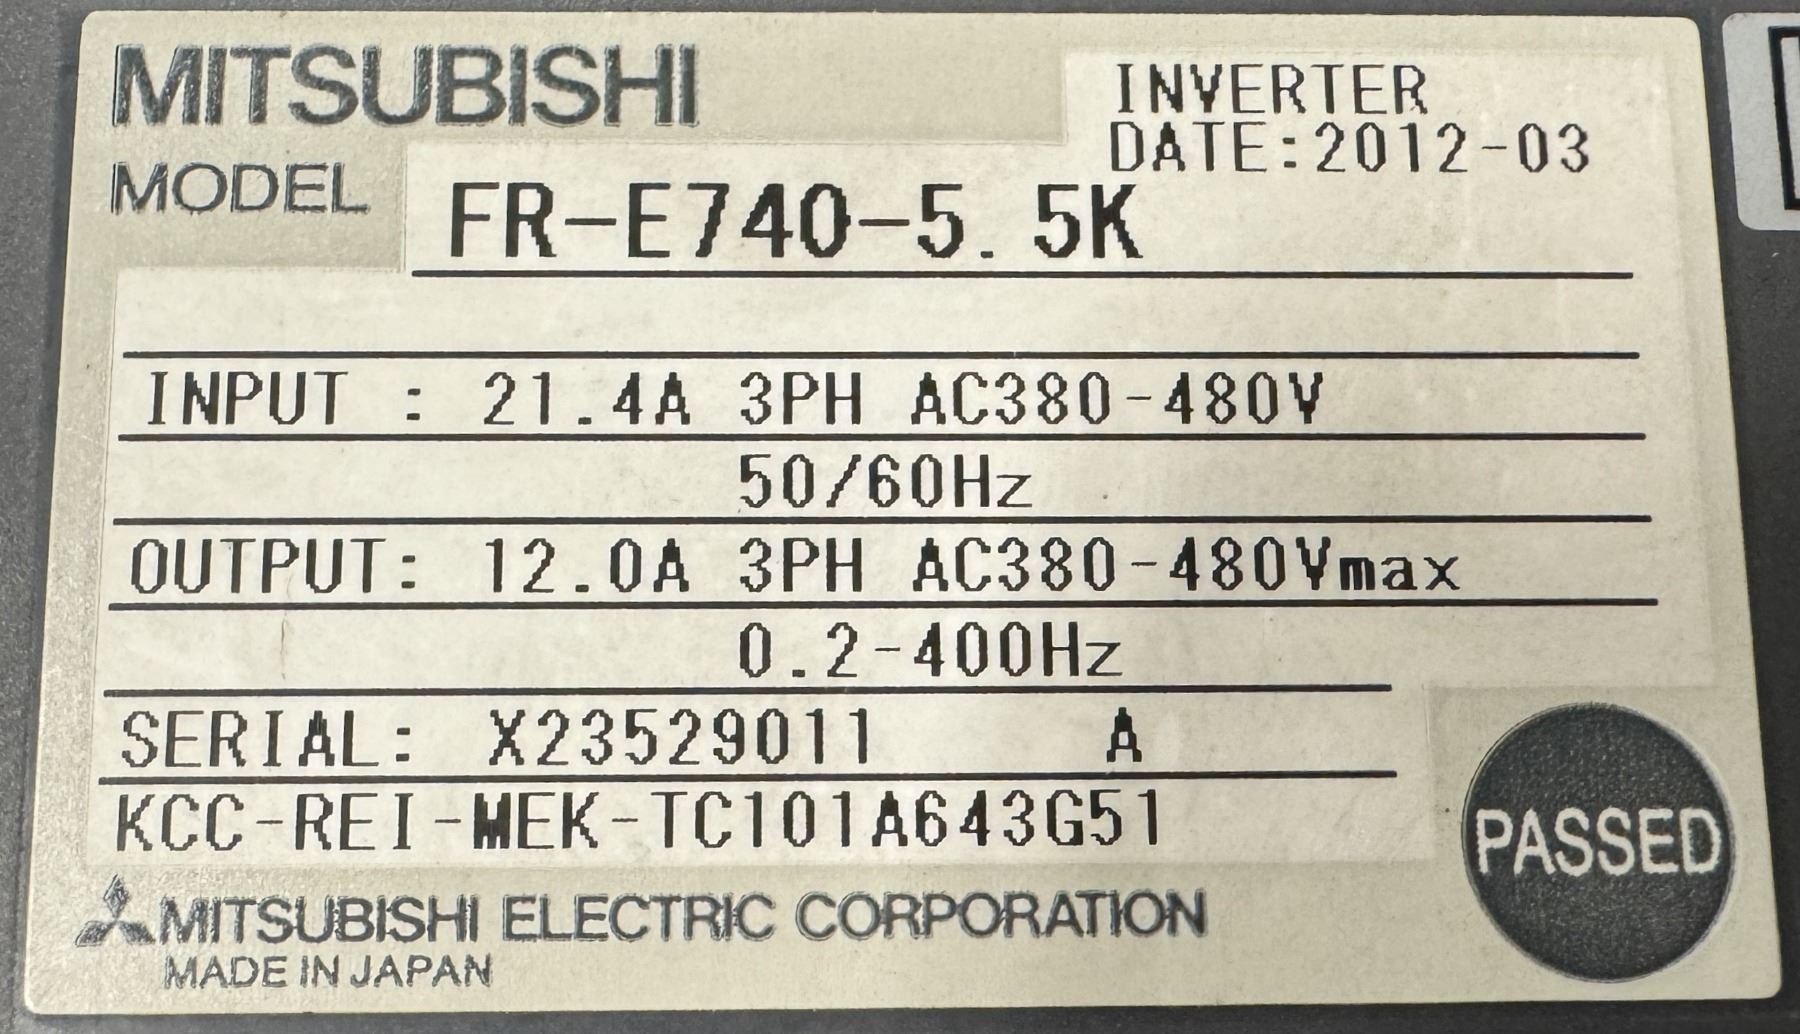 MITSUBISHI
INVERTER
DATE:2012-03
MODEL FR-E740-5.5K
INPUT : 21.4A 3PH AC380-480V
50/60Hz
OUTPUT: 12.0A 3PH AC380-480Vmax
0.2-400Hz
SERIAL: X23529011 A
KCC-REI-MEK-TC101A643G51
PASSED
MITSUBISHI ELECTRIC CORPORATION
MADE IN JAPAN